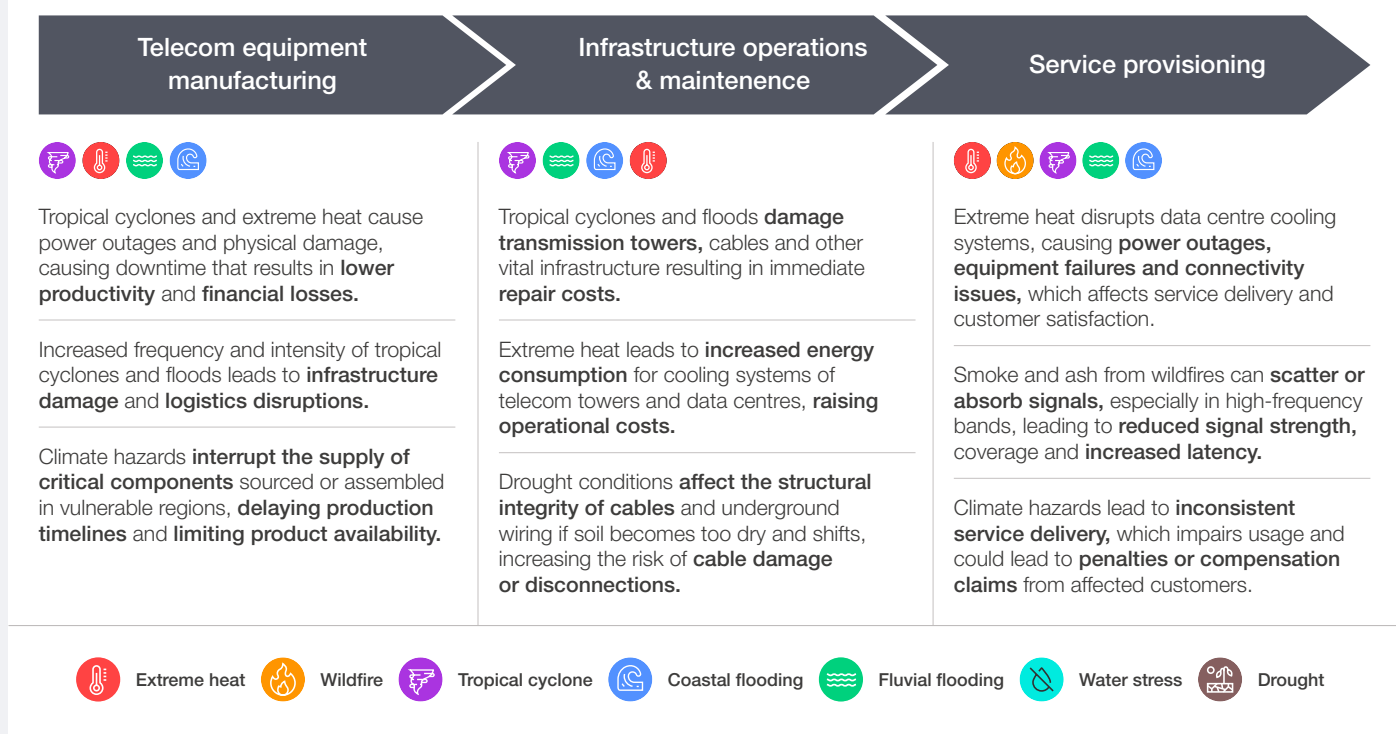 Telecom equipment
manufacturing
Infrastructure operations
& maintenence
Service provisioning
Tropical cyclones and extreme heat cause
power outages and physical damage,
causing downtime that results in lower
productivity and financial losses.
Increased frequency and intensity of tropical
cyclones and floods leads to infrastructure
damage and logistics disruptions.
Climate hazards interrupt the supply of
critical components sourced or assembled
in vulnerable regions, delaying production
timelines and limiting product availability.
Tropical cyclones and floods damage
transmission towers, cables and other
vital infrastructure resulting in immediate
repair costs.
Extreme heat leads to increased energy
consumption for cooling systems of
telecom towers and data centres, raising
operational costs.
Drought conditions affect the structural
integrity of cables and underground
wiring if soil becomes too dry and shifts,
increasing the risk of cable damage
or disconnections.
Extreme heat disrupts data centre cooling
systems, causing power outages,
equipment failures and connectivity
issues, which affects service delivery and
customer satisfaction.
Smoke and ash from wildfires can scatter or
absorb signals, especially in high-frequency
bands, leading to reduced signal strength,
coverage and increased latency.
Climate hazards lead to inconsistent
service delivery, which impairs usage and
could lead to penalties or compensation
claims from affected customers.
Extreme heat
Wildfire
Tropical cyclone
Coastal flooding
Fluvial flooding
Water stress
Drought